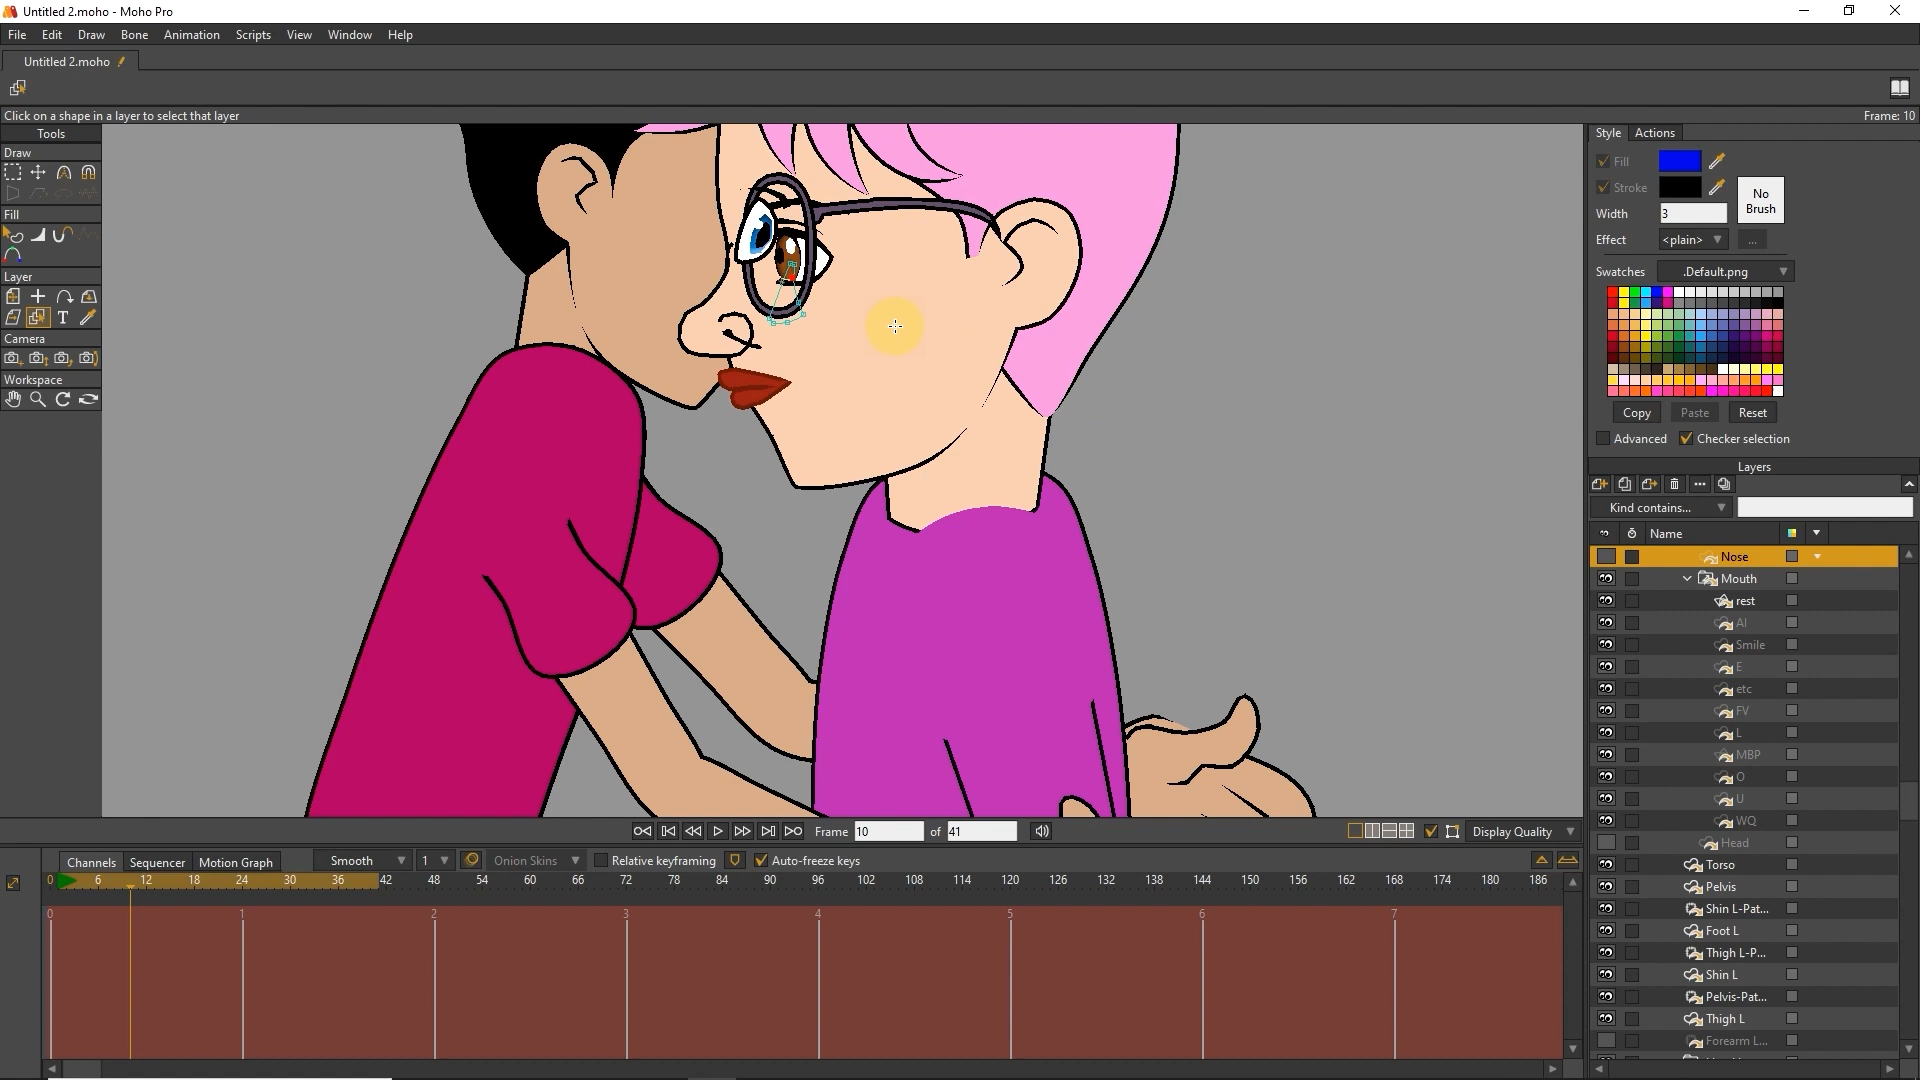 Untitled 2.moho - Moho Pro
File Edit Draw Bone Animation Scripts View Window Help
Untitled 2.moho
Click on a shape in a layer to select that layer
Frame: 10
Tools
Draw
Fill
Layer
T
Camera
Workspace
Style Actions
Fill
Stroke
No Brush
Width 3
Effect <plain> ...
Swatches .Default.png
Copy Paste Reset
Advanced Checker selection
Layers
Kind contains...
Name
Nose
Mouth
rest
AI
Smile
E
etc
FV
L
MBP
O
U
WQ
Head
Torso
Pelvis
Shin L-Pat...
Foot L
Thigh L-P...
Shin L
Pelvis-Pat...
Thigh L
Forearm L...
Frame 10 of 41
Display Quality
Channels Sequencer Motion Graph Smooth 1 Onion Skins Relative keyframing Auto-freeze keys
0 6 12 18 24 30 36 42 48 54 60 66 72 78 84 90 96 102 108 114 120 126 132 138 144 150 156 162 168 174 180 186
0 1 2 3 4 5 6 7